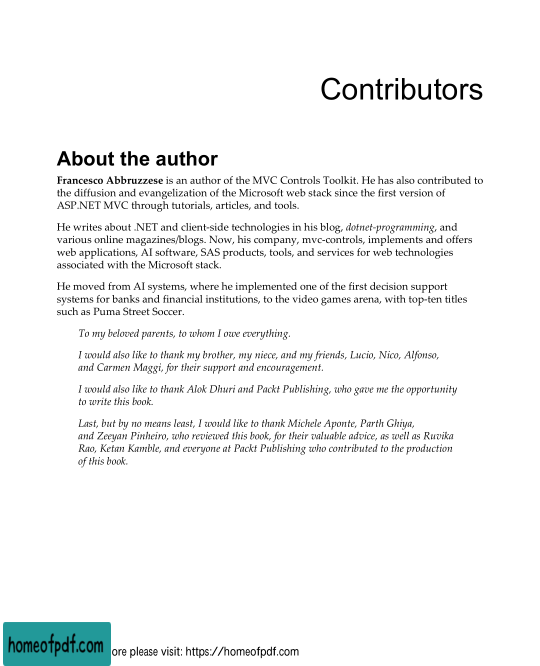 Contributors
About the author
Francesco Abbruzzese is an author of the MVC Controls Toolkit. He has also contributed to
the diffusion and evangelization of the Microsoft web stack since the first version of
ASP.NET MVC through tutorials, articles, and tools.
He writes about .NET and client-side technologies in his blog, dotnet-programming, and
various online magazines/blogs. Now, his company, mvc-controls, implements and offers
web applications, AI software, SAS products, tools, and services for web technologies
associated with the Microsoft stack.
He moved from AI systems, where he implemented one of the first decision support
systems for banks and financial institutions, to the video games arena, with top-ten titles
such as Puma Street Soccer.
To my beloved parents, to whom I owe everything.
I would also like to thank my brother, my niece, and my friends, Lucio, Nico, Alfonso,
and Carmen Maggi, for their support and encouragement.
I would also like to thank Alok Dhuri and Packt Publishing, who gave me the opportunity
to write this book.
Last, but by no means least, I would like to thank Michele Aponte, Parth Ghiya,
and Zeeyan Pinheiro, who reviewed this book, for their valuable advice, as well as Ruvika
Rao, Ketan Kamble, and everyone at Packt Publishing who contributed to the production
of this book.
homeofpdf.com
ore please visit: https://homeofpdf.com